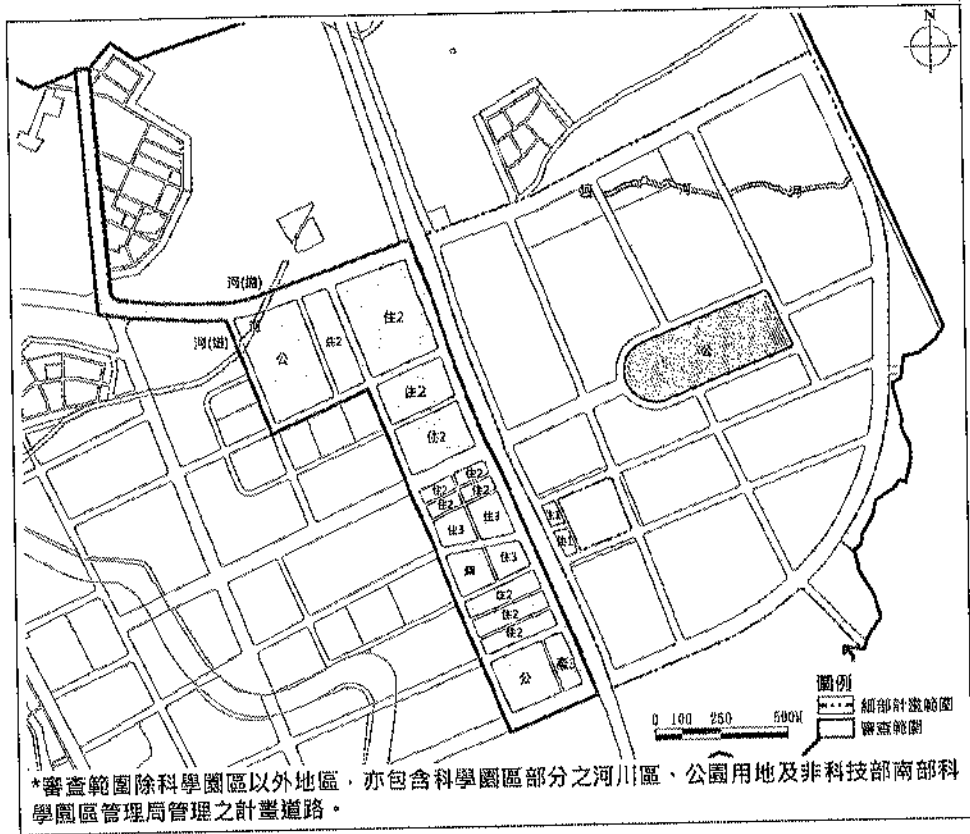 N
河
河(道)
住2
住2
公
河
公
住2
住2
住2
住2
住2
住2
住3
住3
住3
住2
住2
住2
公
圖例
細部計畫範圍
審查範圍
0 100 250 500M
*審查範圍除科學園區以外地區，亦包含科學園區部分之河川區、公園用地及非科技部南部科
學園區管理局管理之計畫道路。